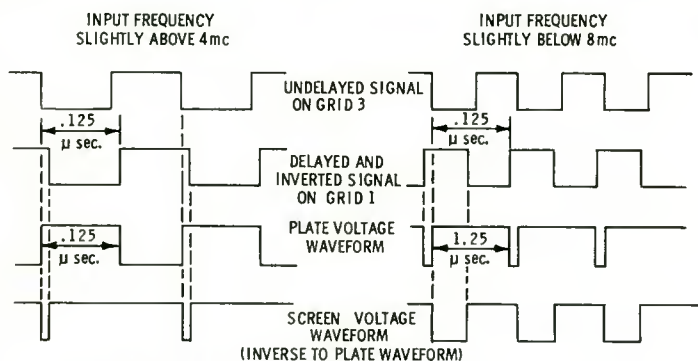 INPUT FREQUENCY
SLIGHTLY ABOVE 4mc
INPUT FREQUENCY
SLIGHTLY BELOW 8mc
UNDELAYED SIGNAL
ON GRID 3
.125
μ sec.
.125
μ sec.
DELAYED AND
INVERTED SIGNAL
ON GRID 1
PLATE VOLTAGE
WAVEFORM
.125
μ sec.
1.25
μ sec.
SCREEN VOLTAGE
WAVEFORM
(INVERSE TO PLATE WAVEFORM)